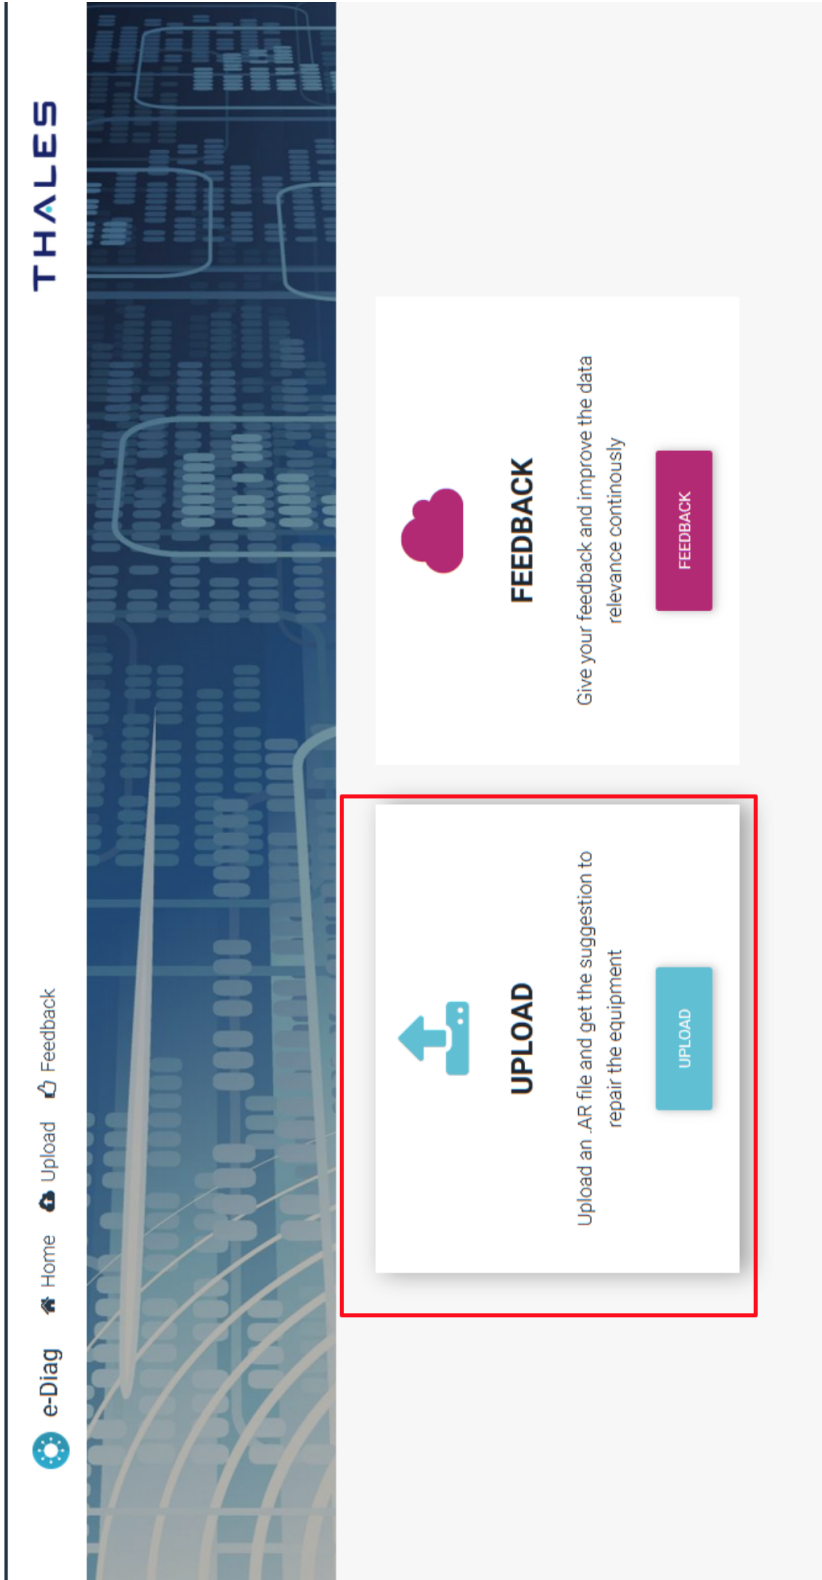 e-Diag Home Upload Feedback THALES
UPLOAD
Upload an .AR file and get the suggestion to
repair the equipment
UPLOAD
FEEDBACK
Give your feedback and improve the data
relevance continously
FEEDBACK